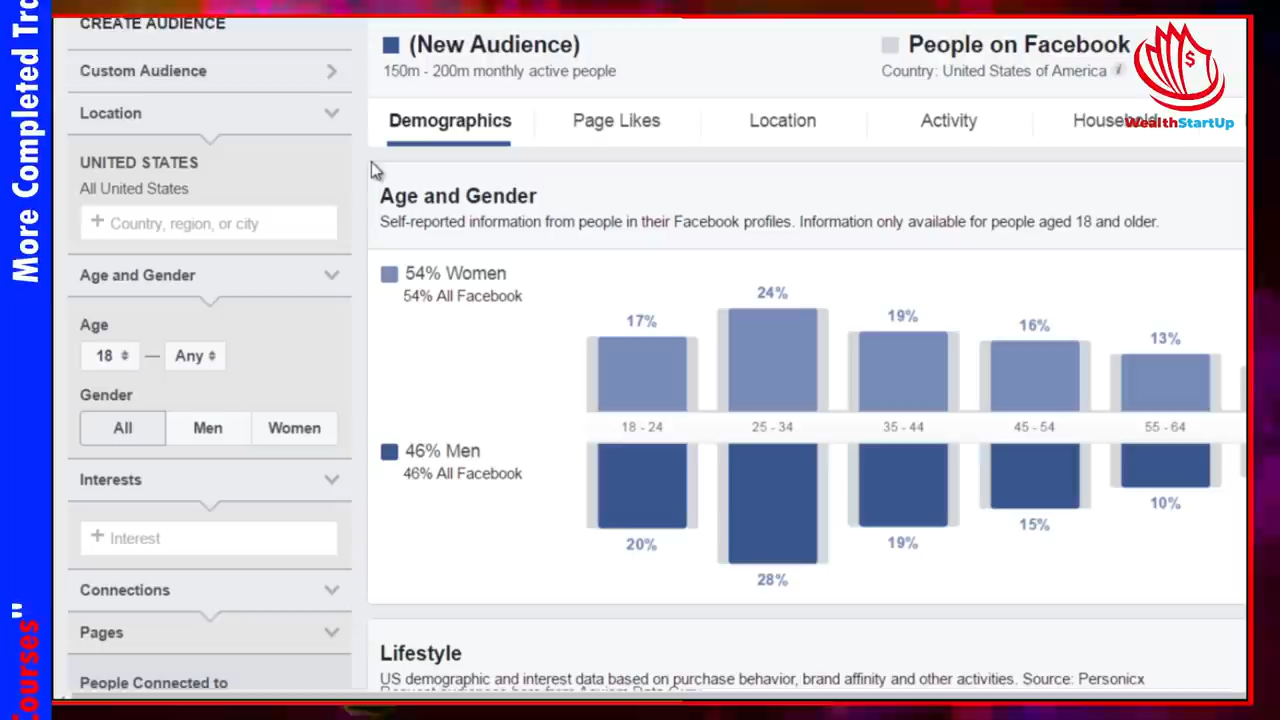 More Completed Tra
Courses"
CREATE AUDIENCE
Custom Audience
Location
UNITED STATES
All United States
+ Country, region, or city
Age and Gender
Age
18 — Any
Gender
All Men Women
Interests
+ Interest
Connections
Pages
People Connected to
(New Audience)
150m - 200m monthly active people
People on Facebook
Country: United States of America i
$
WealthStartUp
Demographics Page Likes Location Activity Household
Age and Gender
Self-reported information from people in their Facebook profiles. Information only available for people aged 18 and older.
54% Women
54% All Facebook
17% 24% 19% 16% 13%
18 - 24 25 - 34 35 - 44 45 - 54 55 - 64
46% Men
46% All Facebook
20% 28% 19% 15% 10%
Lifestyle
US demographic and interest data based on purchase behavior, brand affinity and other activities. Source: Personicx